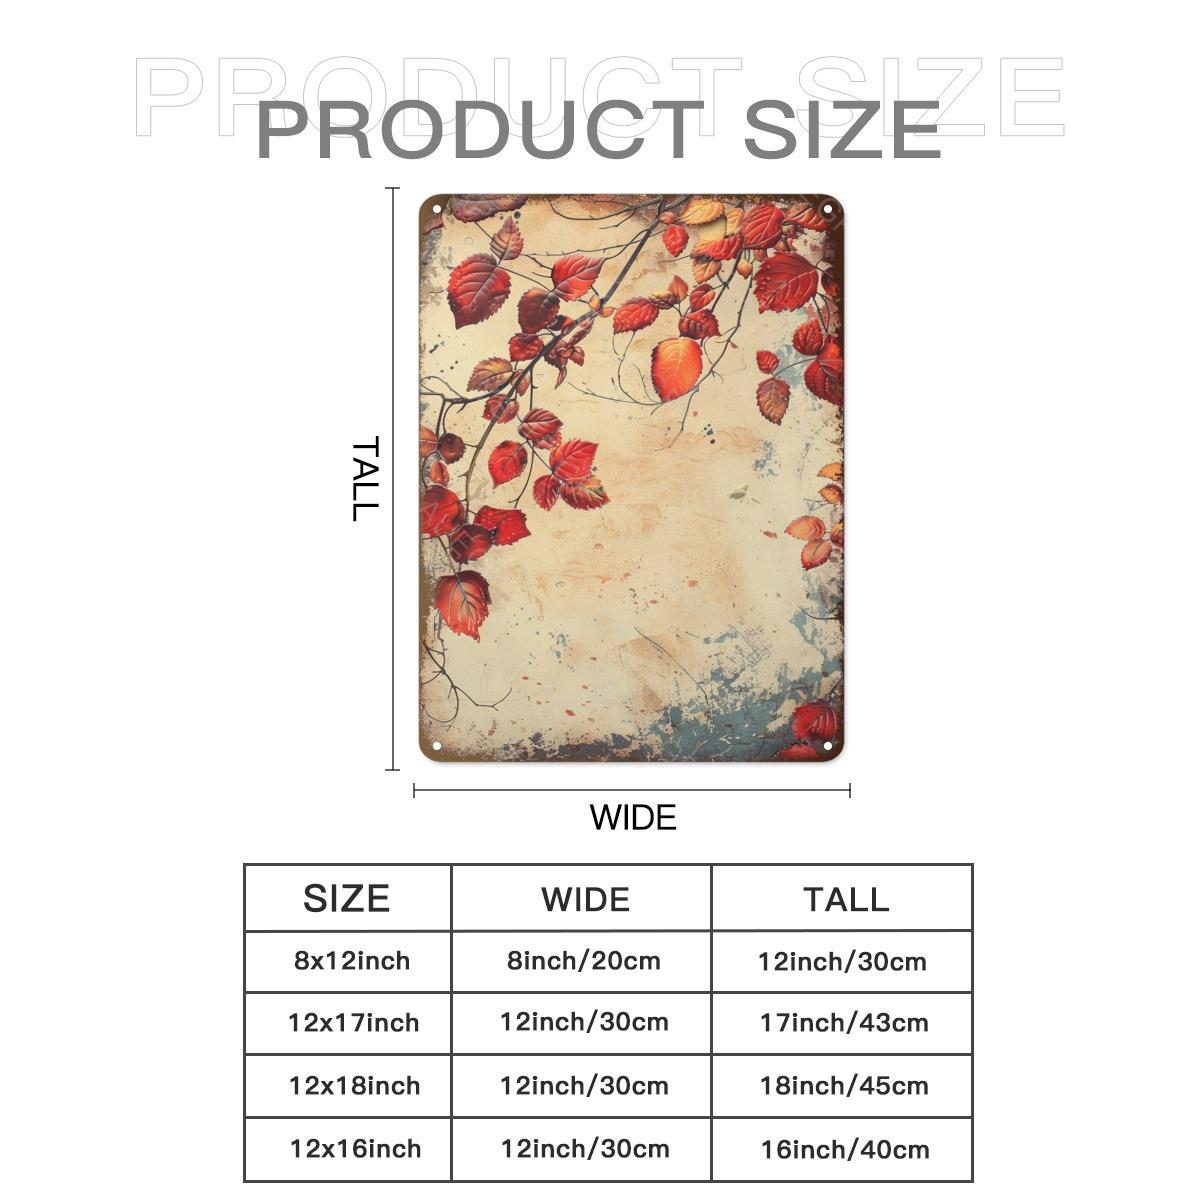 PRODUCT SIZE
PRODUCT SIZE
TALL
WIDE
SIZE WIDE TALL
8x12inch 8inch/20cm 12inch/30cm
12x17inch 12inch/30cm 17inch/43cm
12x18inch 12inch/30cm 18inch/45cm
12x16inch 12inch/30cm 16inch/40cm